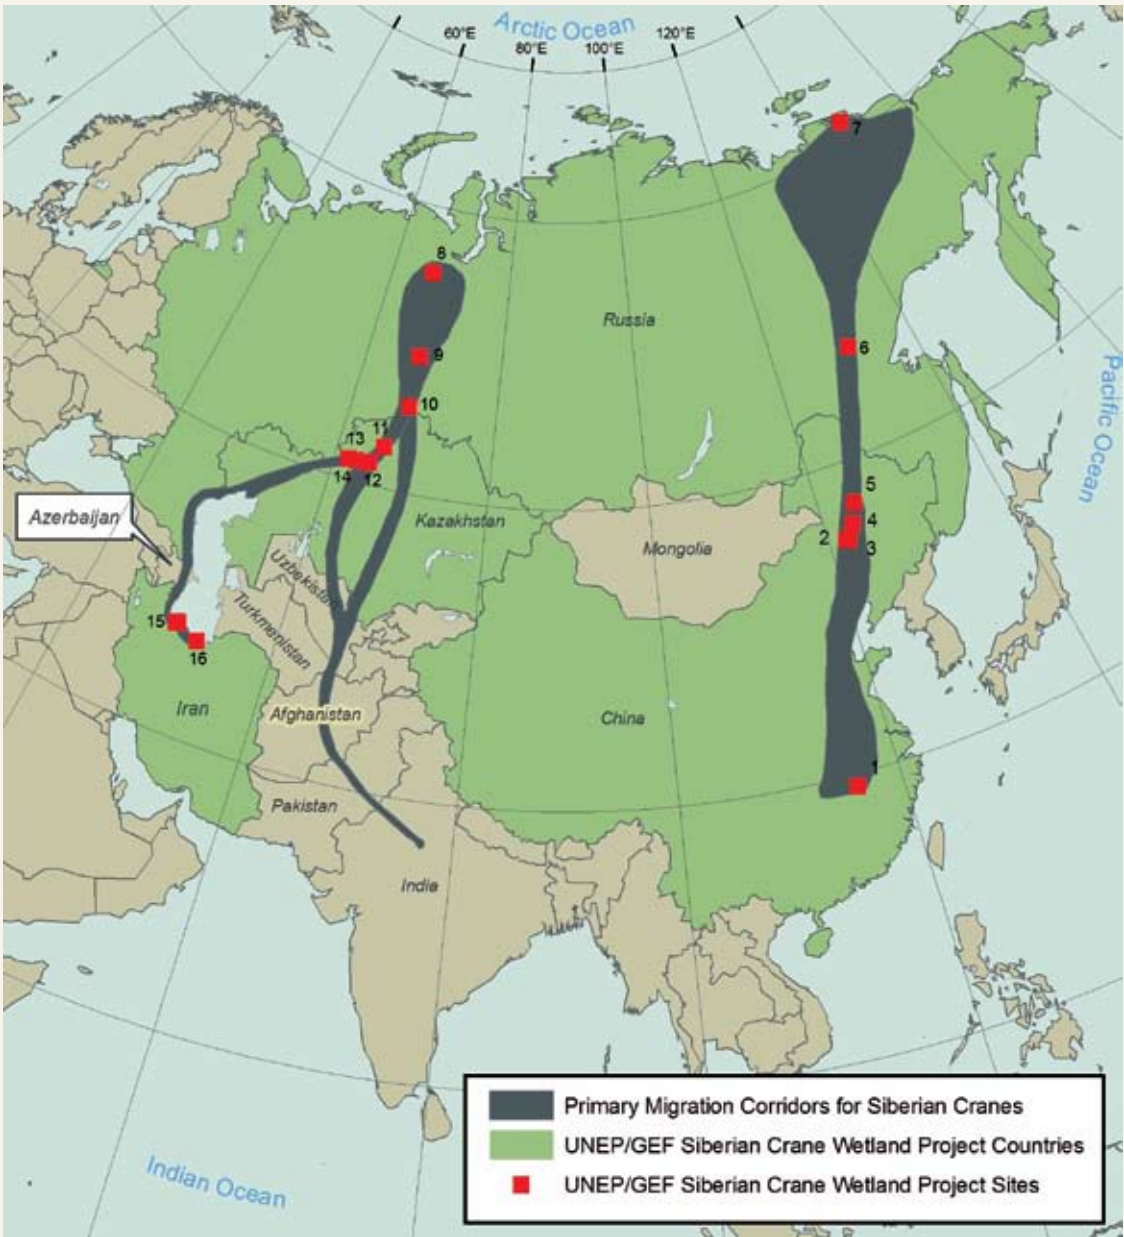 Arctic Ocean
60°E
80°E
100°E
120°E
7
8
Russia
6
9
10
11
13
14
12
5
4
2
3
Pacific Ocean
Azerbaijan
Kazakhstan
Mongolia
Uzbekistan
Turkmenistan
15
16
Iran
Afghanistan
China
1
Pakistan
India
Indian Ocean
Primary Migration Corridors for Siberian Cranes
UNEP/GEF Siberian Crane Wetland Project Countries
UNEP/GEF Siberian Crane Wetland Project Sites